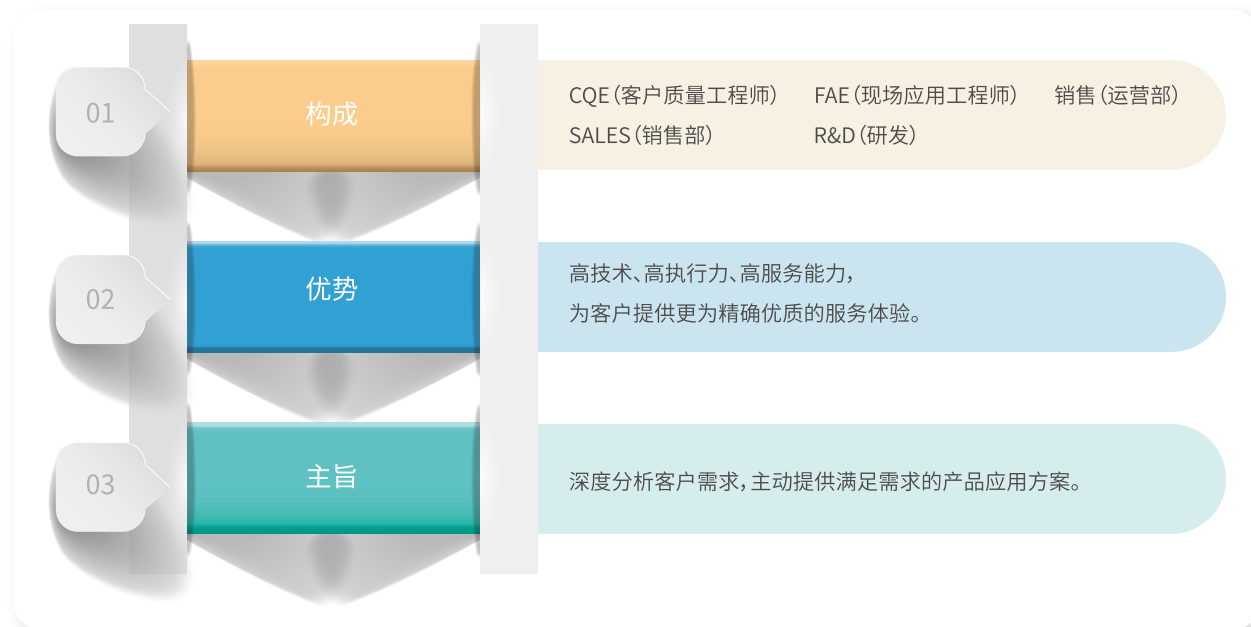 01
构成
CQE（客户质量工程师） FAE（现场应用工程师） 销售（运营部）
SALES（销售部） R&D（研发）
02
优势
高技术、高执行力、高服务能力，
为客户提供更为精确优质的服务体验。
03
主旨
深度分析客户需求，主动提供满足需求的产品应用方案。